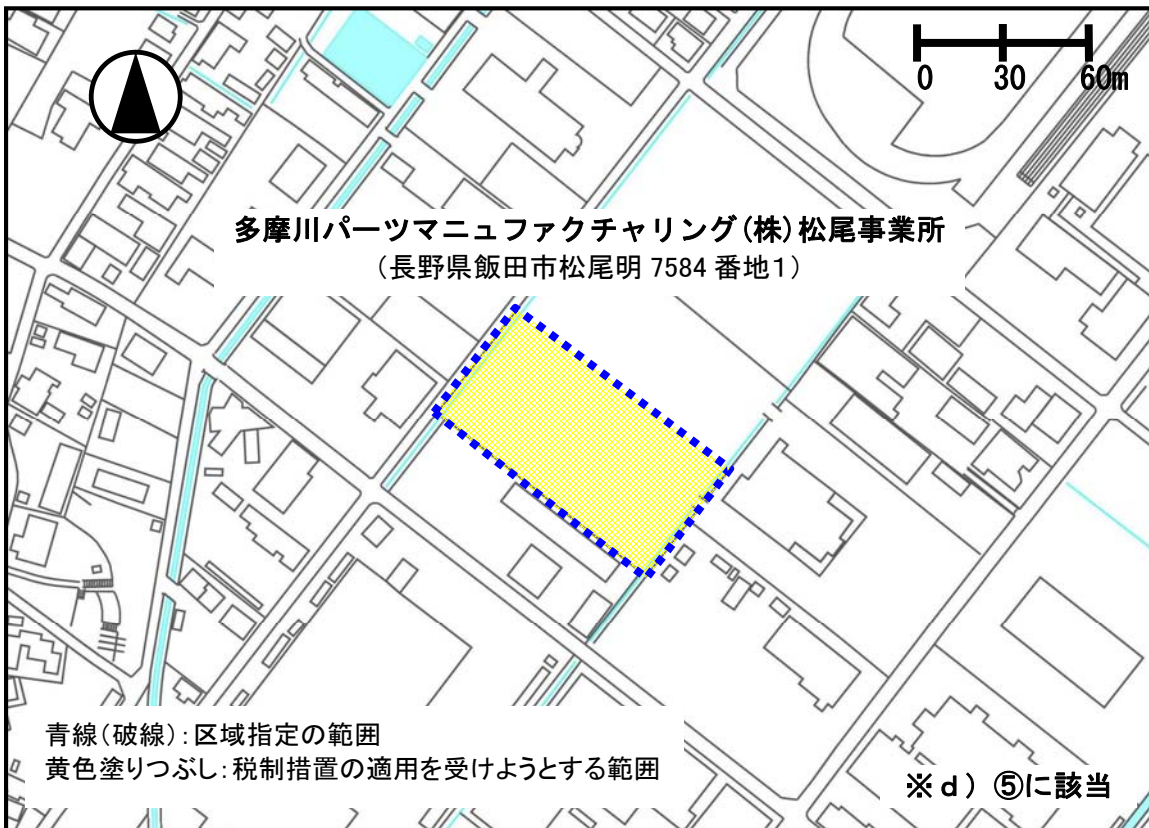 0 30 60m
多摩川パーツマニュファクチャリング(株)松尾事業所
（長野県飯田市松尾明 7584 番地１）
青線（破線）：区域指定の範囲
黄色塗りつぶし：税制措置の適用を受けようとする範囲
※ｄ）⑤に該当